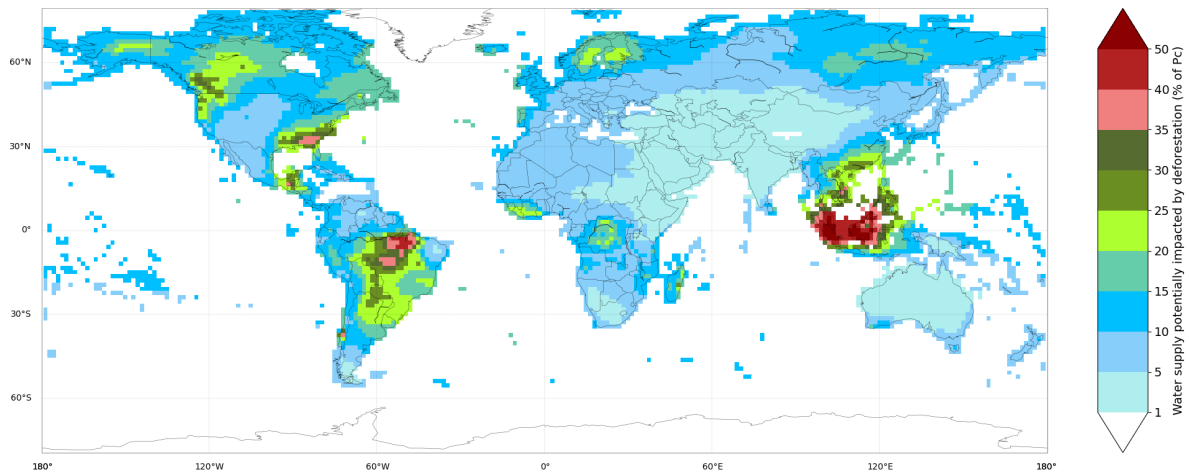 60°N
30°N
0°
30°S
60°S
180°
120°W
60°W
0°
60°E
120°E
180°
50
40
35
30
25
20
15
10
5
1
Water supply potentially impacted by deforestation (% of Pc)